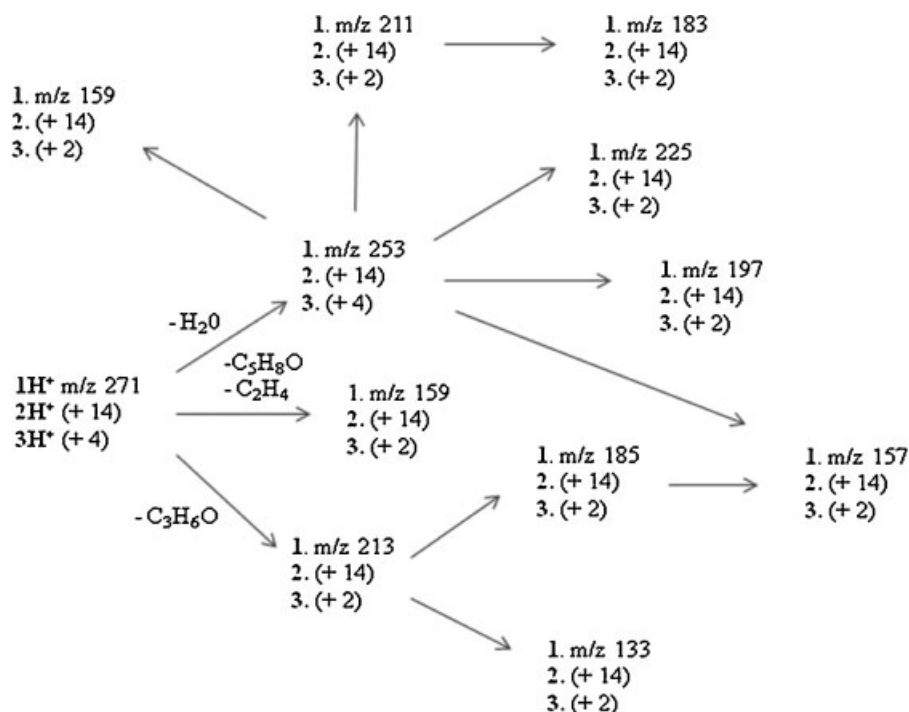 1. m/z 211
2. (+ 14)
3. (+ 2)
1. m/z 183
2. (+ 14)
3. (+ 2)
1. m/z 159
2. (+ 14)
3. (+ 2)
1. m/z 225
2. (+ 14)
3. (+ 2)
1. m/z 253
2. (+ 14)
3. (+ 4)
1. m/z 197
2. (+ 14)
3. (+ 2)
- H₂0
-C₅H₈O
- C₂H₄
1H⁺ m/z 271
2H⁺ (+ 14)
3H⁺ (+ 4)
1. m/z 159
2. (+ 14)
3. (+ 2)
1. m/z 185
2. (+ 14)
3. (+ 2)
1. m/z 157
2. (+ 14)
3. (+ 2)
- C₃H₆O
1. m/z 213
2. (+ 14)
3. (+ 2)
1. m/z 133
2. (+ 14)
3. (+ 2)